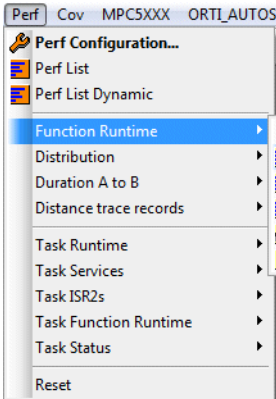 Perf Cov MPC5XXX ORTI_AUTOS
Perf Configuration...
Perf List
Perf List Dynamic
Function Runtime
Distribution
Duration A to B
Distance trace records
Task Runtime
Task Services
Task ISR2s
Task Function Runtime
Task Status
Reset